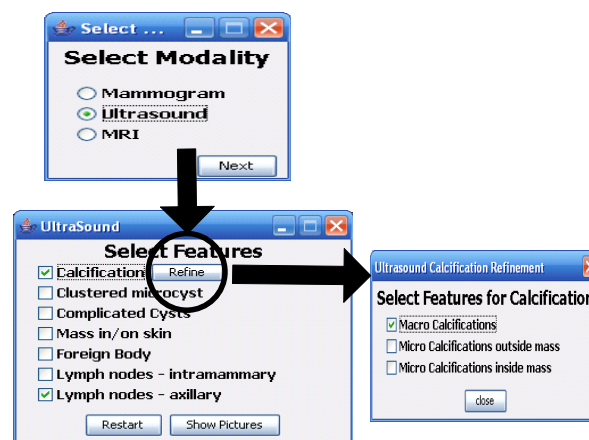 Select ...
Select Modality
Mammogram
Ultrasound
MRI
Next
UltraSound
Select Features
Calcification Refine
Clustered microcyst
Complicated Cysts
Mass in/on skin
Foreign Body
Lymph nodes - intramammary
Lymph nodes - axillary
Restart Show Pictures
Ultrasound Calcification Refinement
Select Features for Calcification
Macro Calcifications
Micro Calcifications outside mass
Micro Calcifications inside mass
close